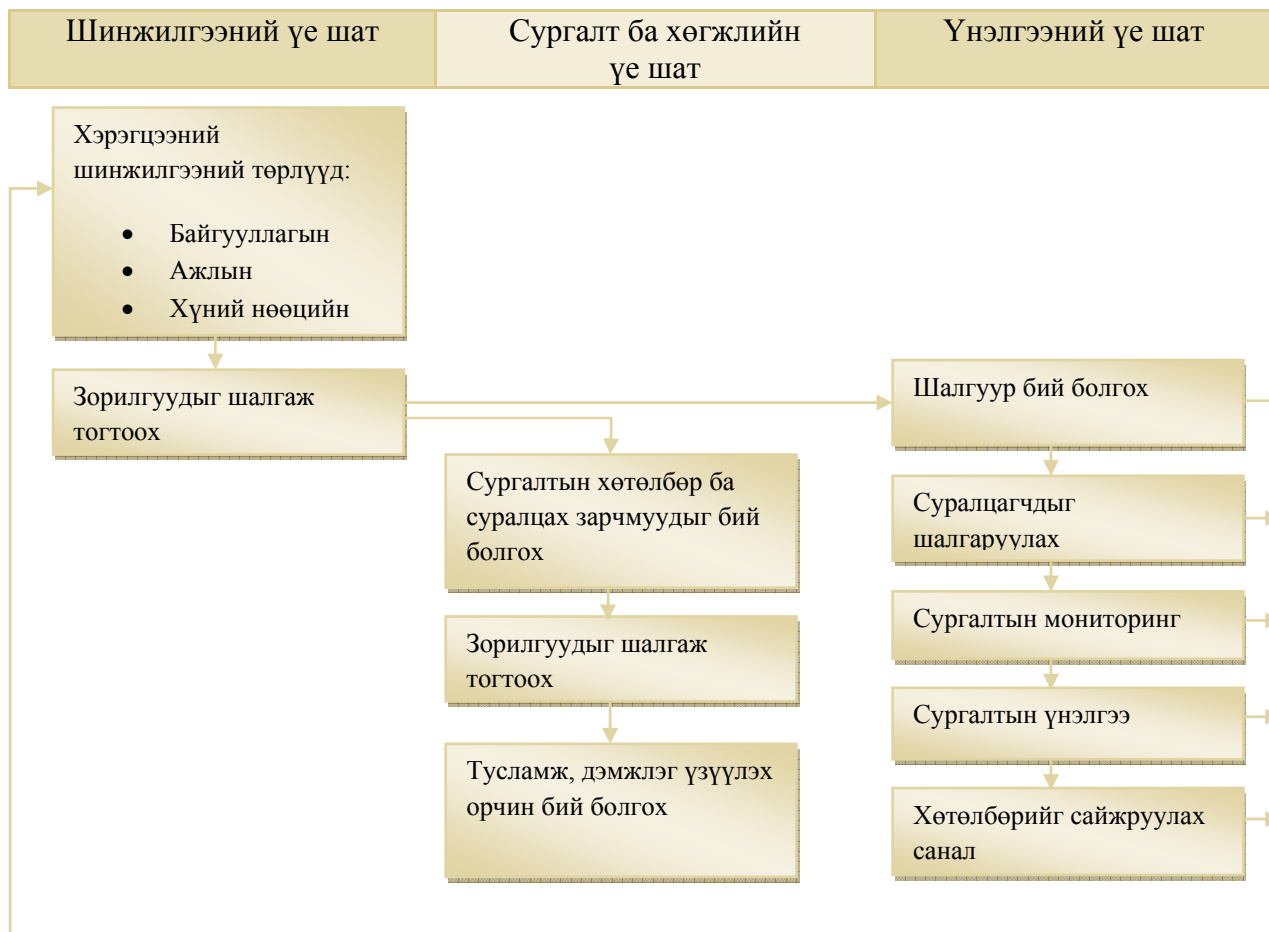 Шинжилгээний үе шат
Сургалт ба хөгжлийн
үе шат
Үнэлгээний үе шат
Хэрэгцээний
шинжилгээний төрлүүд:
• Байгууллагын
• Ажлын
• Хүний нөөцийн
Зорилгуудыг шалгаж
тогтоох
Сургалтын хөтөлбөр ба
суралцах зарчмуудыг бий
болгох
Зорилгуудыг шалгаж
тогтоох
Тусламж, дэмжлэг үзүүлэх
орчин бий болгох
Шалгуур бий болгох
Суралцагчдыг
шалгаруулах
Сургалтын мониторинг
Сургалтын үнэлгээ
Хөтөлбөрийг сайжруулах
санал